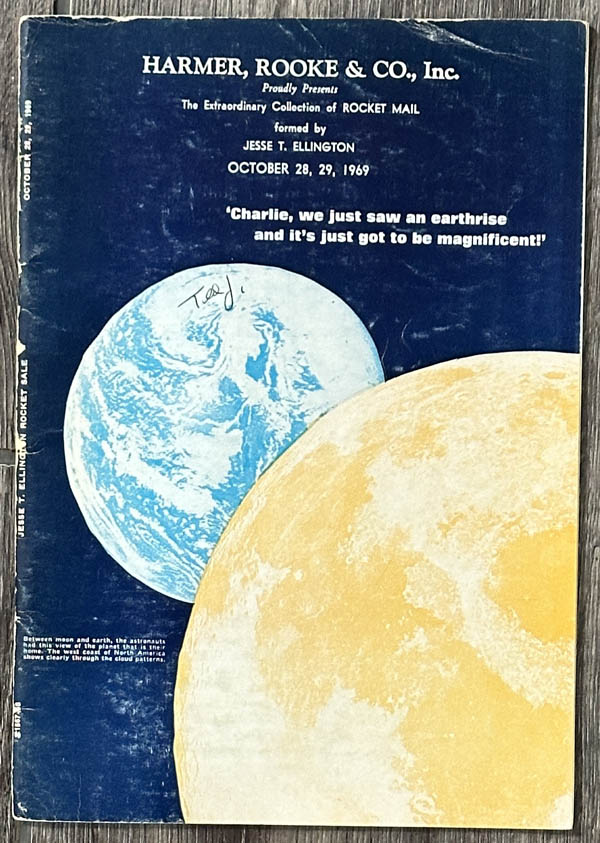 HARMER, ROOKE & CO., Inc.
Proudly Presents
The Extraordinary Collection of ROCKET MAIL
formed by
JESSE T. ELLINGTON
OCTOBER 28, 29, 1969
'Charlie, we just saw an earthrise
and it's just got to be magnificent!'
OCTOBER 28, 29, 1969
JESSE T. ELLINGTON ROCKET SALE
Between moon and earth, the astronauts
had this view of the planet that is their
home. The west coast of North America
shows clearly through the cloud patterns.